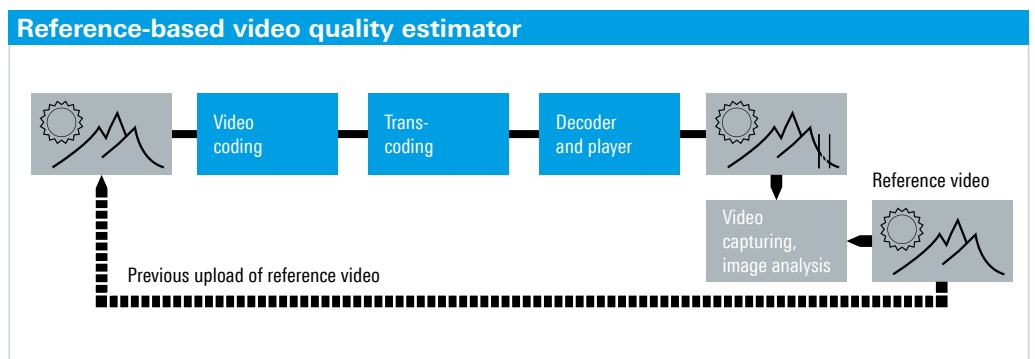 Reference-based video quality estimator
Video
coding
Trans-
coding
Decoder
and player
Reference video
Video
capturing,
image analysis
Previous upload of reference video